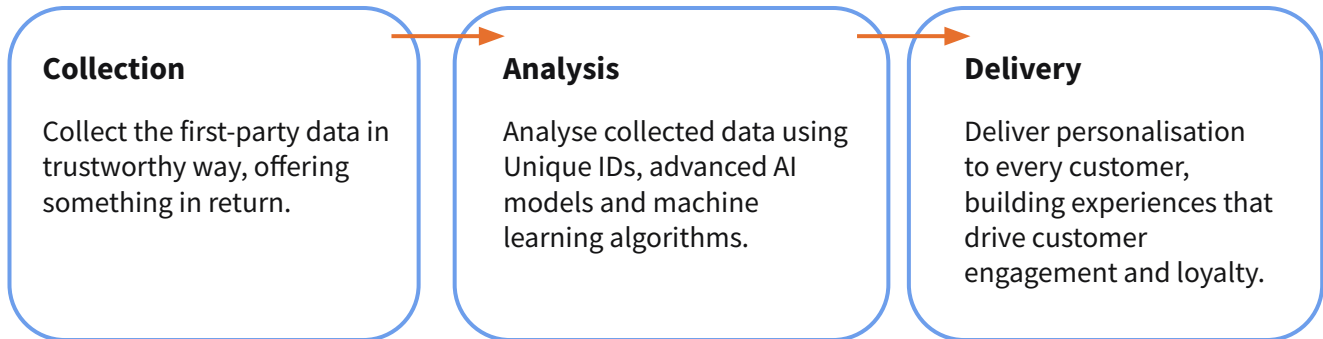 Collection
Collect the first-party data in
trustworthy way, offering
something in return.
Analysis
Analyse collected data using
Unique IDs, advanced AI
models and machine
learning algorithms.
Delivery
Deliver personalisation
to every customer,
building experiences that
drive customer
engagement and loyalty.